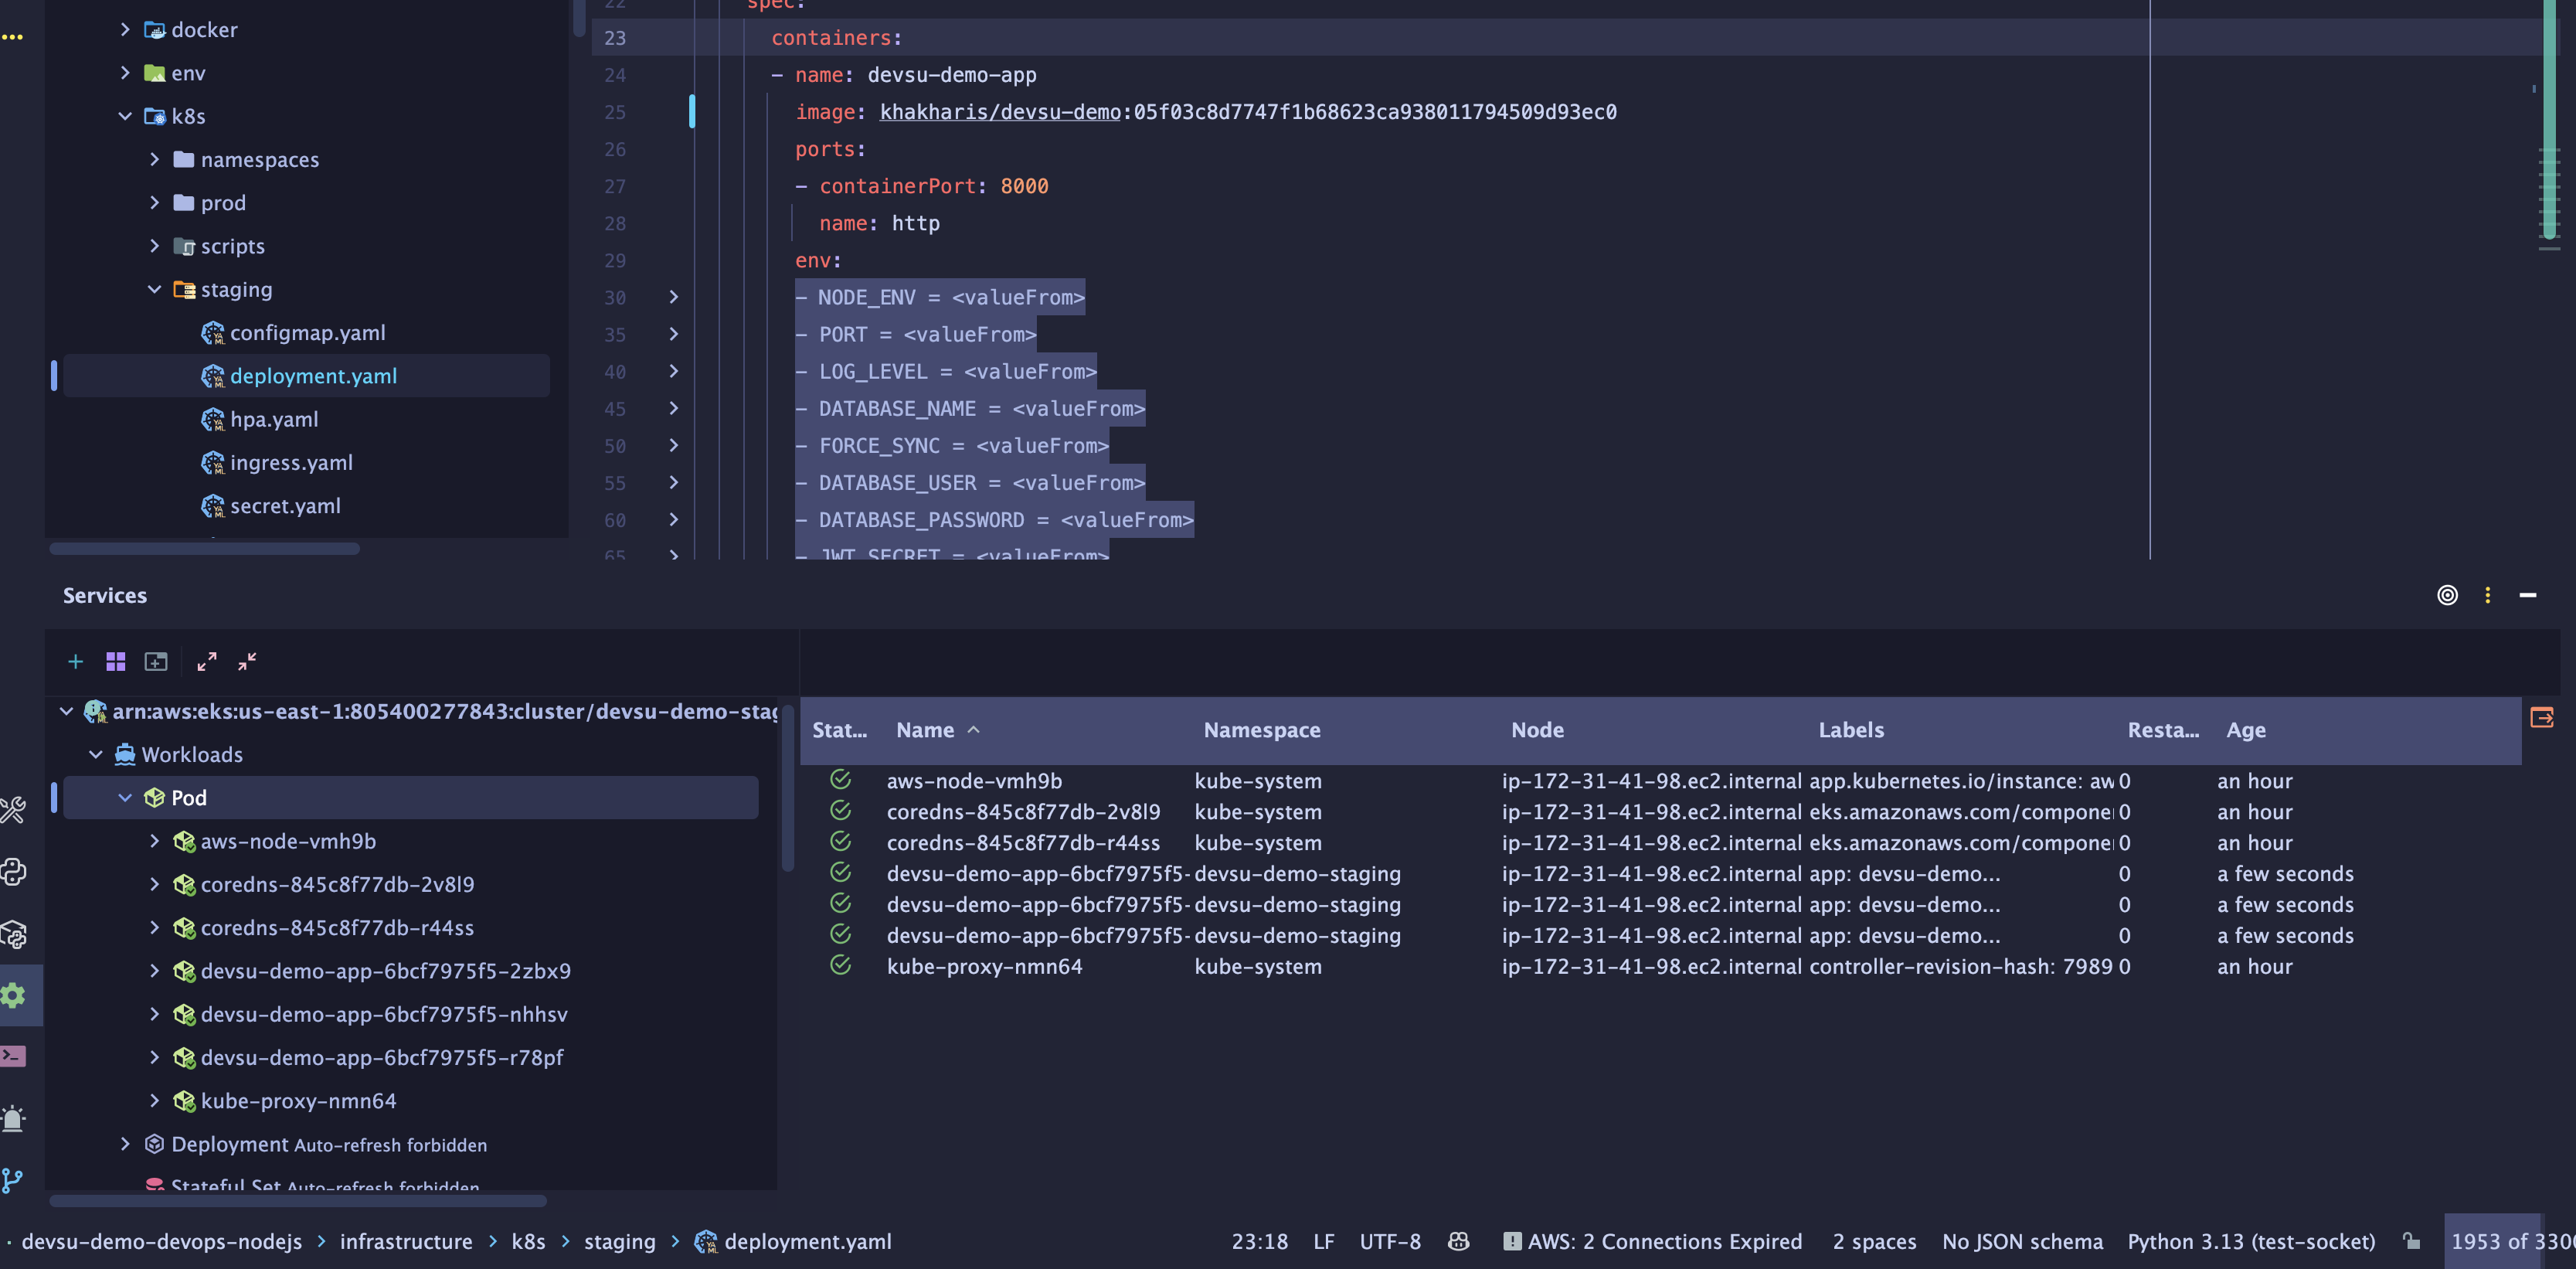 docker
env
k8s
namespaces
prod
scripts
staging
configmap.yaml
deployment.yaml
hpa.yaml
ingress.yaml
secret.yaml
22 spec:
23 containers:
24 - name: devsu-demo-app
25 image: khakharis/devsu-demo:05f03c8d7747f1b68623ca938011794509d93ec0
26 ports:
27 - containerPort: 8000
28 name: http
29 env:
30 - NODE_ENV = <valueFrom>
35 - PORT = <valueFrom>
40 - LOG_LEVEL = <valueFrom>
45 - DATABASE_NAME = <valueFrom>
50 - FORCE_SYNC = <valueFrom>
55 - DATABASE_USER = <valueFrom>
60 - DATABASE_PASSWORD = <valueFrom>
65 - JWT_SECRET = <valueFrom>
Services
arn:aws:eks:us-east-1:805400277843:cluster/devsu-demo-stag
Workloads
Pod
aws-node-vmh9b
coredns-845c8f77db-2v8l9
coredns-845c8f77db-r44ss
devsu-demo-app-6bcf7975f5-2zbx9
devsu-demo-app-6bcf7975f5-nhhsv
devsu-demo-app-6bcf7975f5-r78pf
kube-proxy-nmn64
Deployment Auto-refresh forbidden
Stateful Set Auto-refresh forbidden
Stat... Name Namespace Node Labels Resta... Age
aws-node-vmh9b kube-system ip-172-31-41-98.ec2.internal app.kubernetes.io/instance: aw 0 an hour
coredns-845c8f77db-2v8l9 kube-system ip-172-31-41-98.ec2.internal eks.amazonaws.com/componen 0 an hour
coredns-845c8f77db-r44ss kube-system ip-172-31-41-98.ec2.internal eks.amazonaws.com/componen 0 an hour
devsu-demo-app-6bcf7975f5- devsu-demo-staging ip-172-31-41-98.ec2.internal app: devsu-demo... 0 a few seconds
devsu-demo-app-6bcf7975f5- devsu-demo-staging ip-172-31-41-98.ec2.internal app: devsu-demo... 0 a few seconds
devsu-demo-app-6bcf7975f5- devsu-demo-staging ip-172-31-41-98.ec2.internal app: devsu-demo... 0 a few seconds
kube-proxy-nmn64 kube-system ip-172-31-41-98.ec2.internal controller-revision-hash: 7989 0 an hour
devsu-demo-devops-nodejs > infrastructure > k8s > staging > deployment.yaml
23:18 LF UTF-8 AWS: 2 Connections Expired 2 spaces No JSON schema Python 3.13 (test-socket) 1953 of 3300